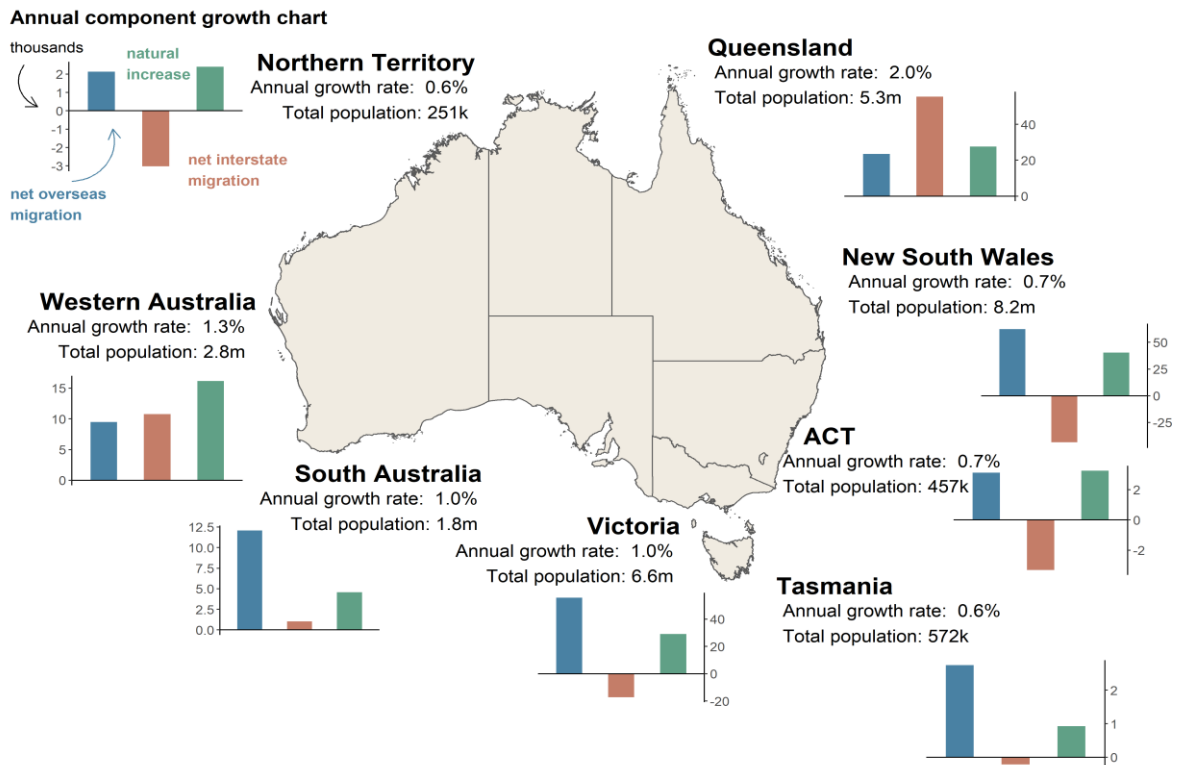 Annual component growth chart
thousands
natural
increase
2
1
0
-1
-2
-3
net interstate
migration
net overseas
migration
Northern Territory
Annual growth rate: 0.6%
Total population: 251k
Queensland
Annual growth rate: 2.0%
Total population: 5.3m
40
20
0
New South Wales
Annual growth rate: 0.7%
Total population: 8.2m
50
25
0
-25
Western Australia
Annual growth rate: 1.3%
Total population: 2.8m
15
10
5
0
ACT
Annual growth rate: 0.7%
Total population: 457k
2
0
-2
South Australia
Annual growth rate: 1.0%
Total population: 1.8m
12.5
10.0
7.5
5.0
2.5
0.0
Victoria
Annual growth rate: 1.0%
Total population: 6.6m
40
20
0
-20
Tasmania
Annual growth rate: 0.6%
Total population: 572k
2
1
0